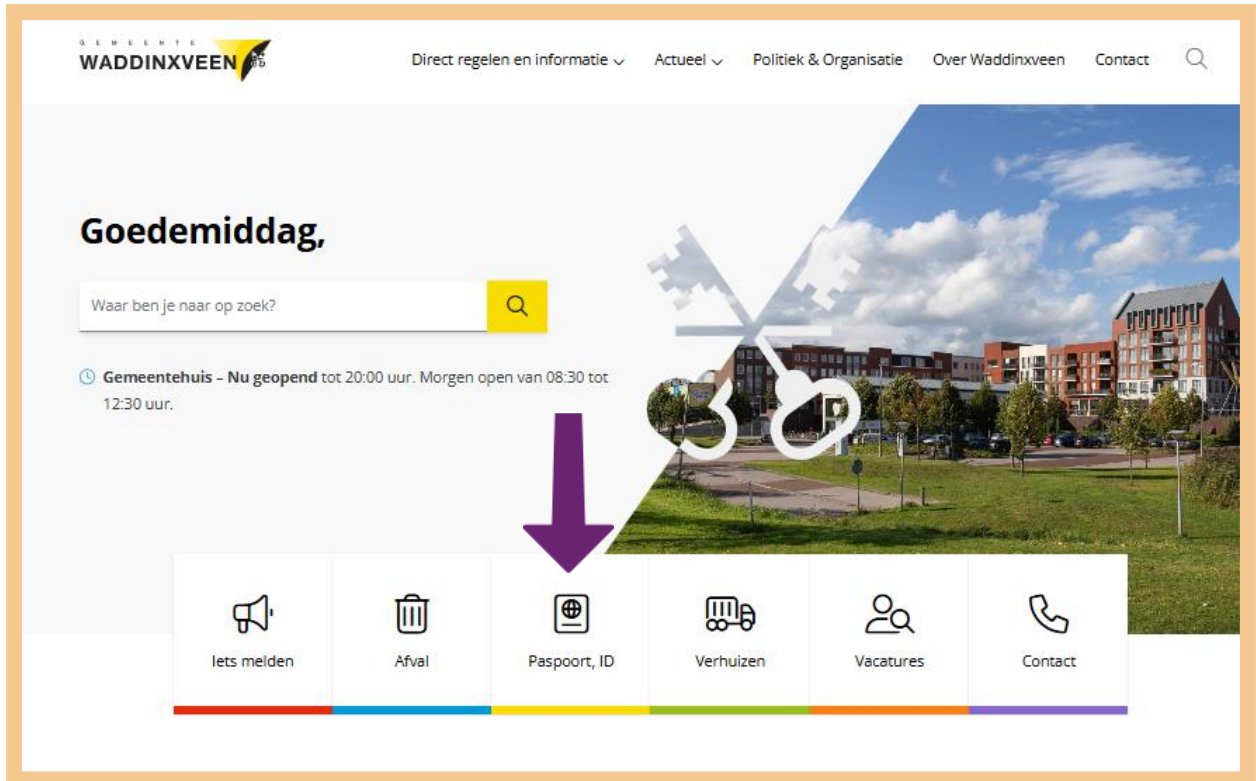 GEMEENTE
WADDINXVEEN
Direct regelen en informatie
Actueel
Politiek & Organisatie
Over Waddinxveen
Contact
Goedemiddag,
Waar ben je naar op zoek?
Gemeentehuis – Nu geopend tot 20:00 uur. Morgen open van 08:30 tot
12:30 uur.
Iets melden
Afval
Paspoort, ID
Verhuizen
Vacatures
Contact